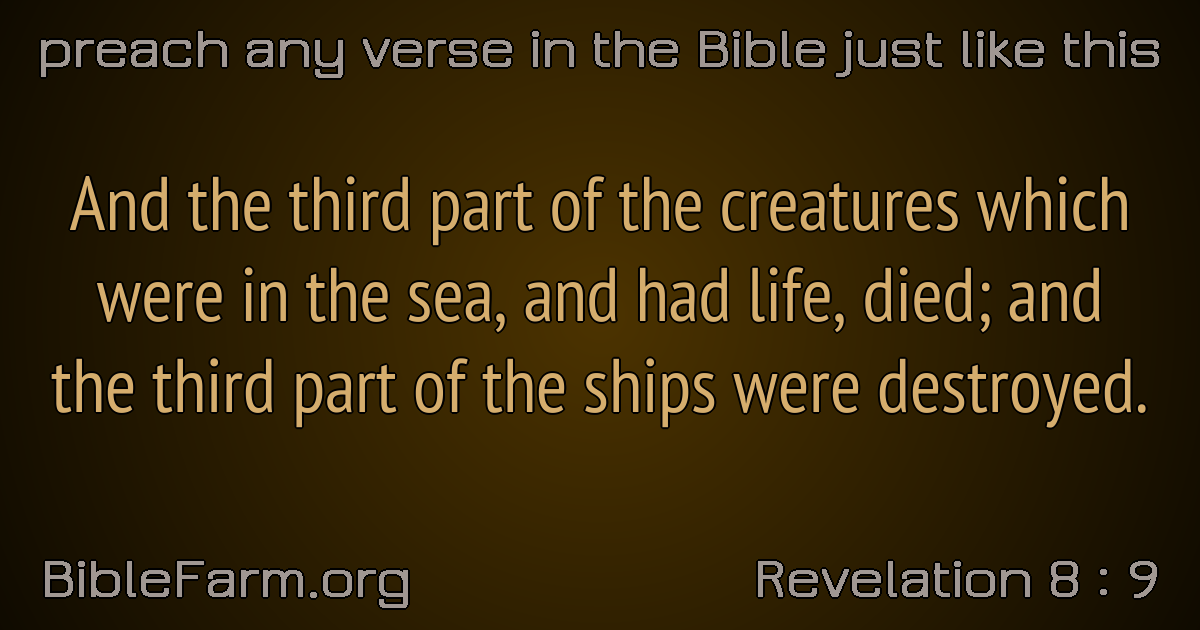 preach any verse in the Bible just like this
And the third part of the creatures which
were in the sea, and had life, died; and
the third part of the ships were destroyed.
BibleFarm.org
Revelation 8 : 9